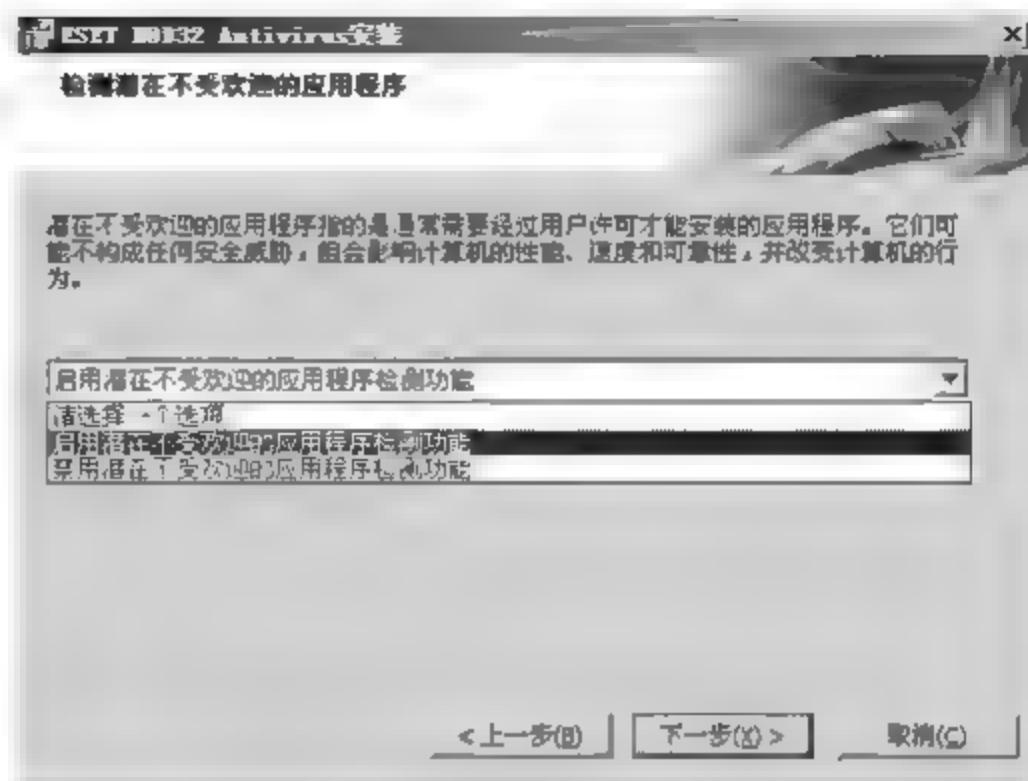 ESET NOD32 Antivirus安装
检测潜在不受欢迎的应用程序
潜在不受欢迎的应用程序指的是通常需要经过用户许可才能安装的应用程序。它们可
能不构成任何安全威胁，但会影响计算机的性能、速度和可靠性，并改变计算机的行
为。
启用潜在不受欢迎的应用程序检测功能
请选择一个选项
启用潜在不受欢迎的应用程序检测功能
禁用潜在不受欢迎的应用程序检测功能
<上一步(B)
下一步(X) >
取消(C)